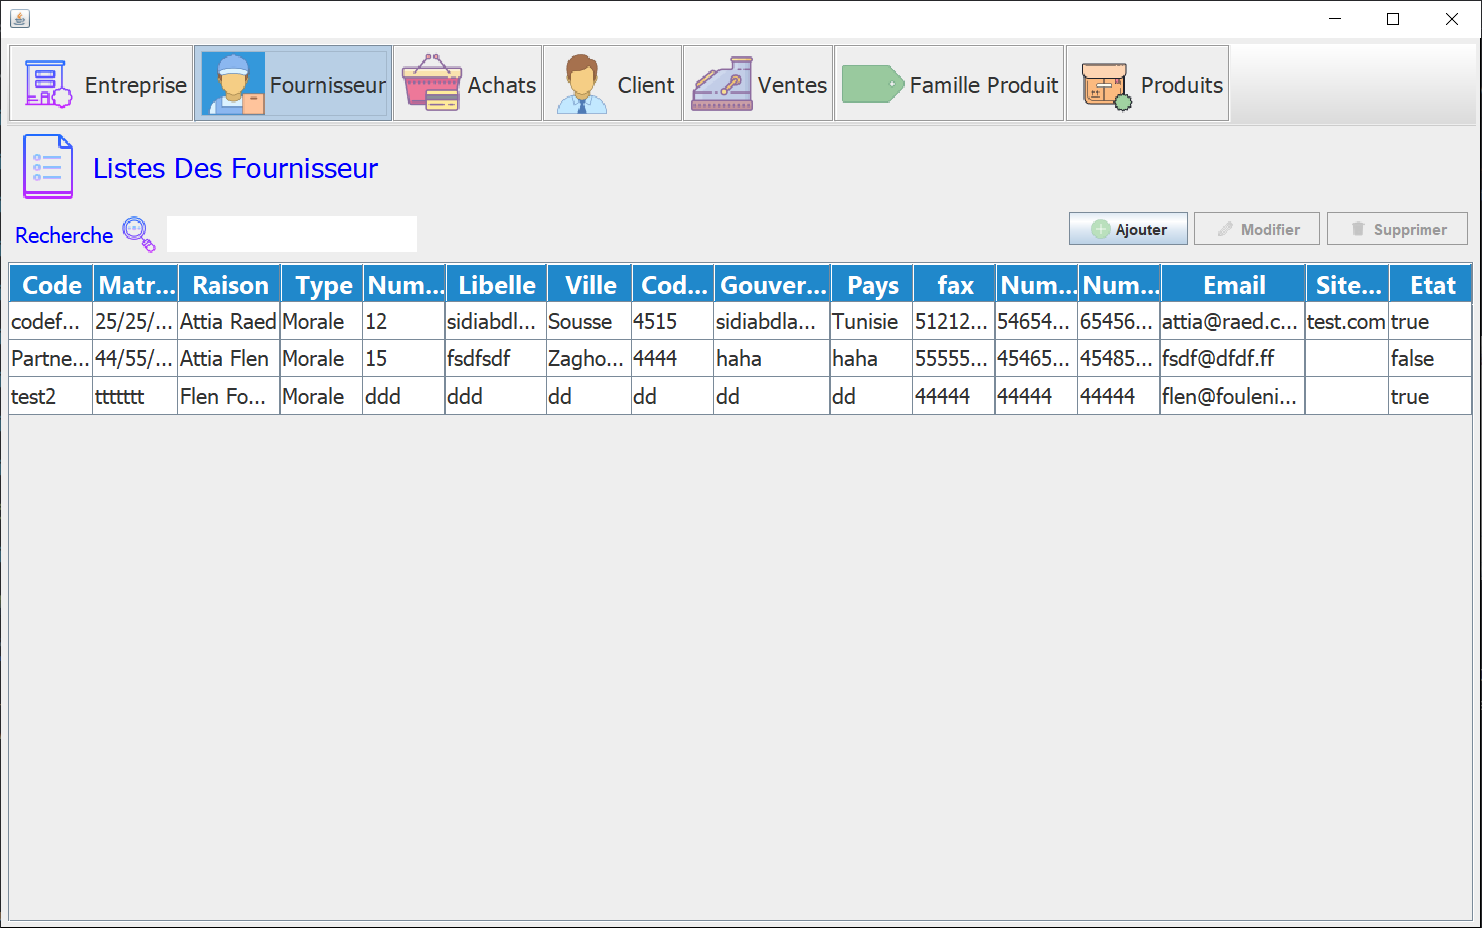 Entreprise Fournisseur Achats Client Ventes Famille Produit Produits
Listes Des Fournisseur
Recherche Ajouter Modifier Supprimer
Code Matr... Raison Type Num... Libelle Ville Cod... Gouver... Pays fax Num... Num... Email Site... Etat
codef... 25/25/... Attia Raed Morale 12 sidiabdl... Sousse 4515 sidiabdla... Tunisie 51212... 54654... 65456... attia@raed.c... test.com true
Partne... 44/55/... Attia Flen Morale 15 fsdfsdf Zagho... 4444 haha haha 55555... 45465... 45485... fsdf@dfdf.ff false
test2 ttttttt Flen Fo... Morale ddd ddd dd dd dd dd 44444 44444 44444 flen@fouleni... true